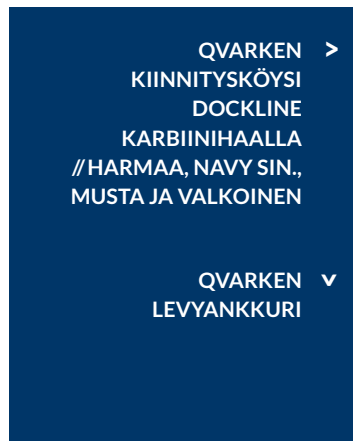 QVARKEN >
KIINNITYSKÖYSI
DOCKLINE
KARBIINIHAALLA
//HARMAA, NAVY SIN.,
MUSTA JA VALKOINEN
QVARKEN v
LEVYANKKURI